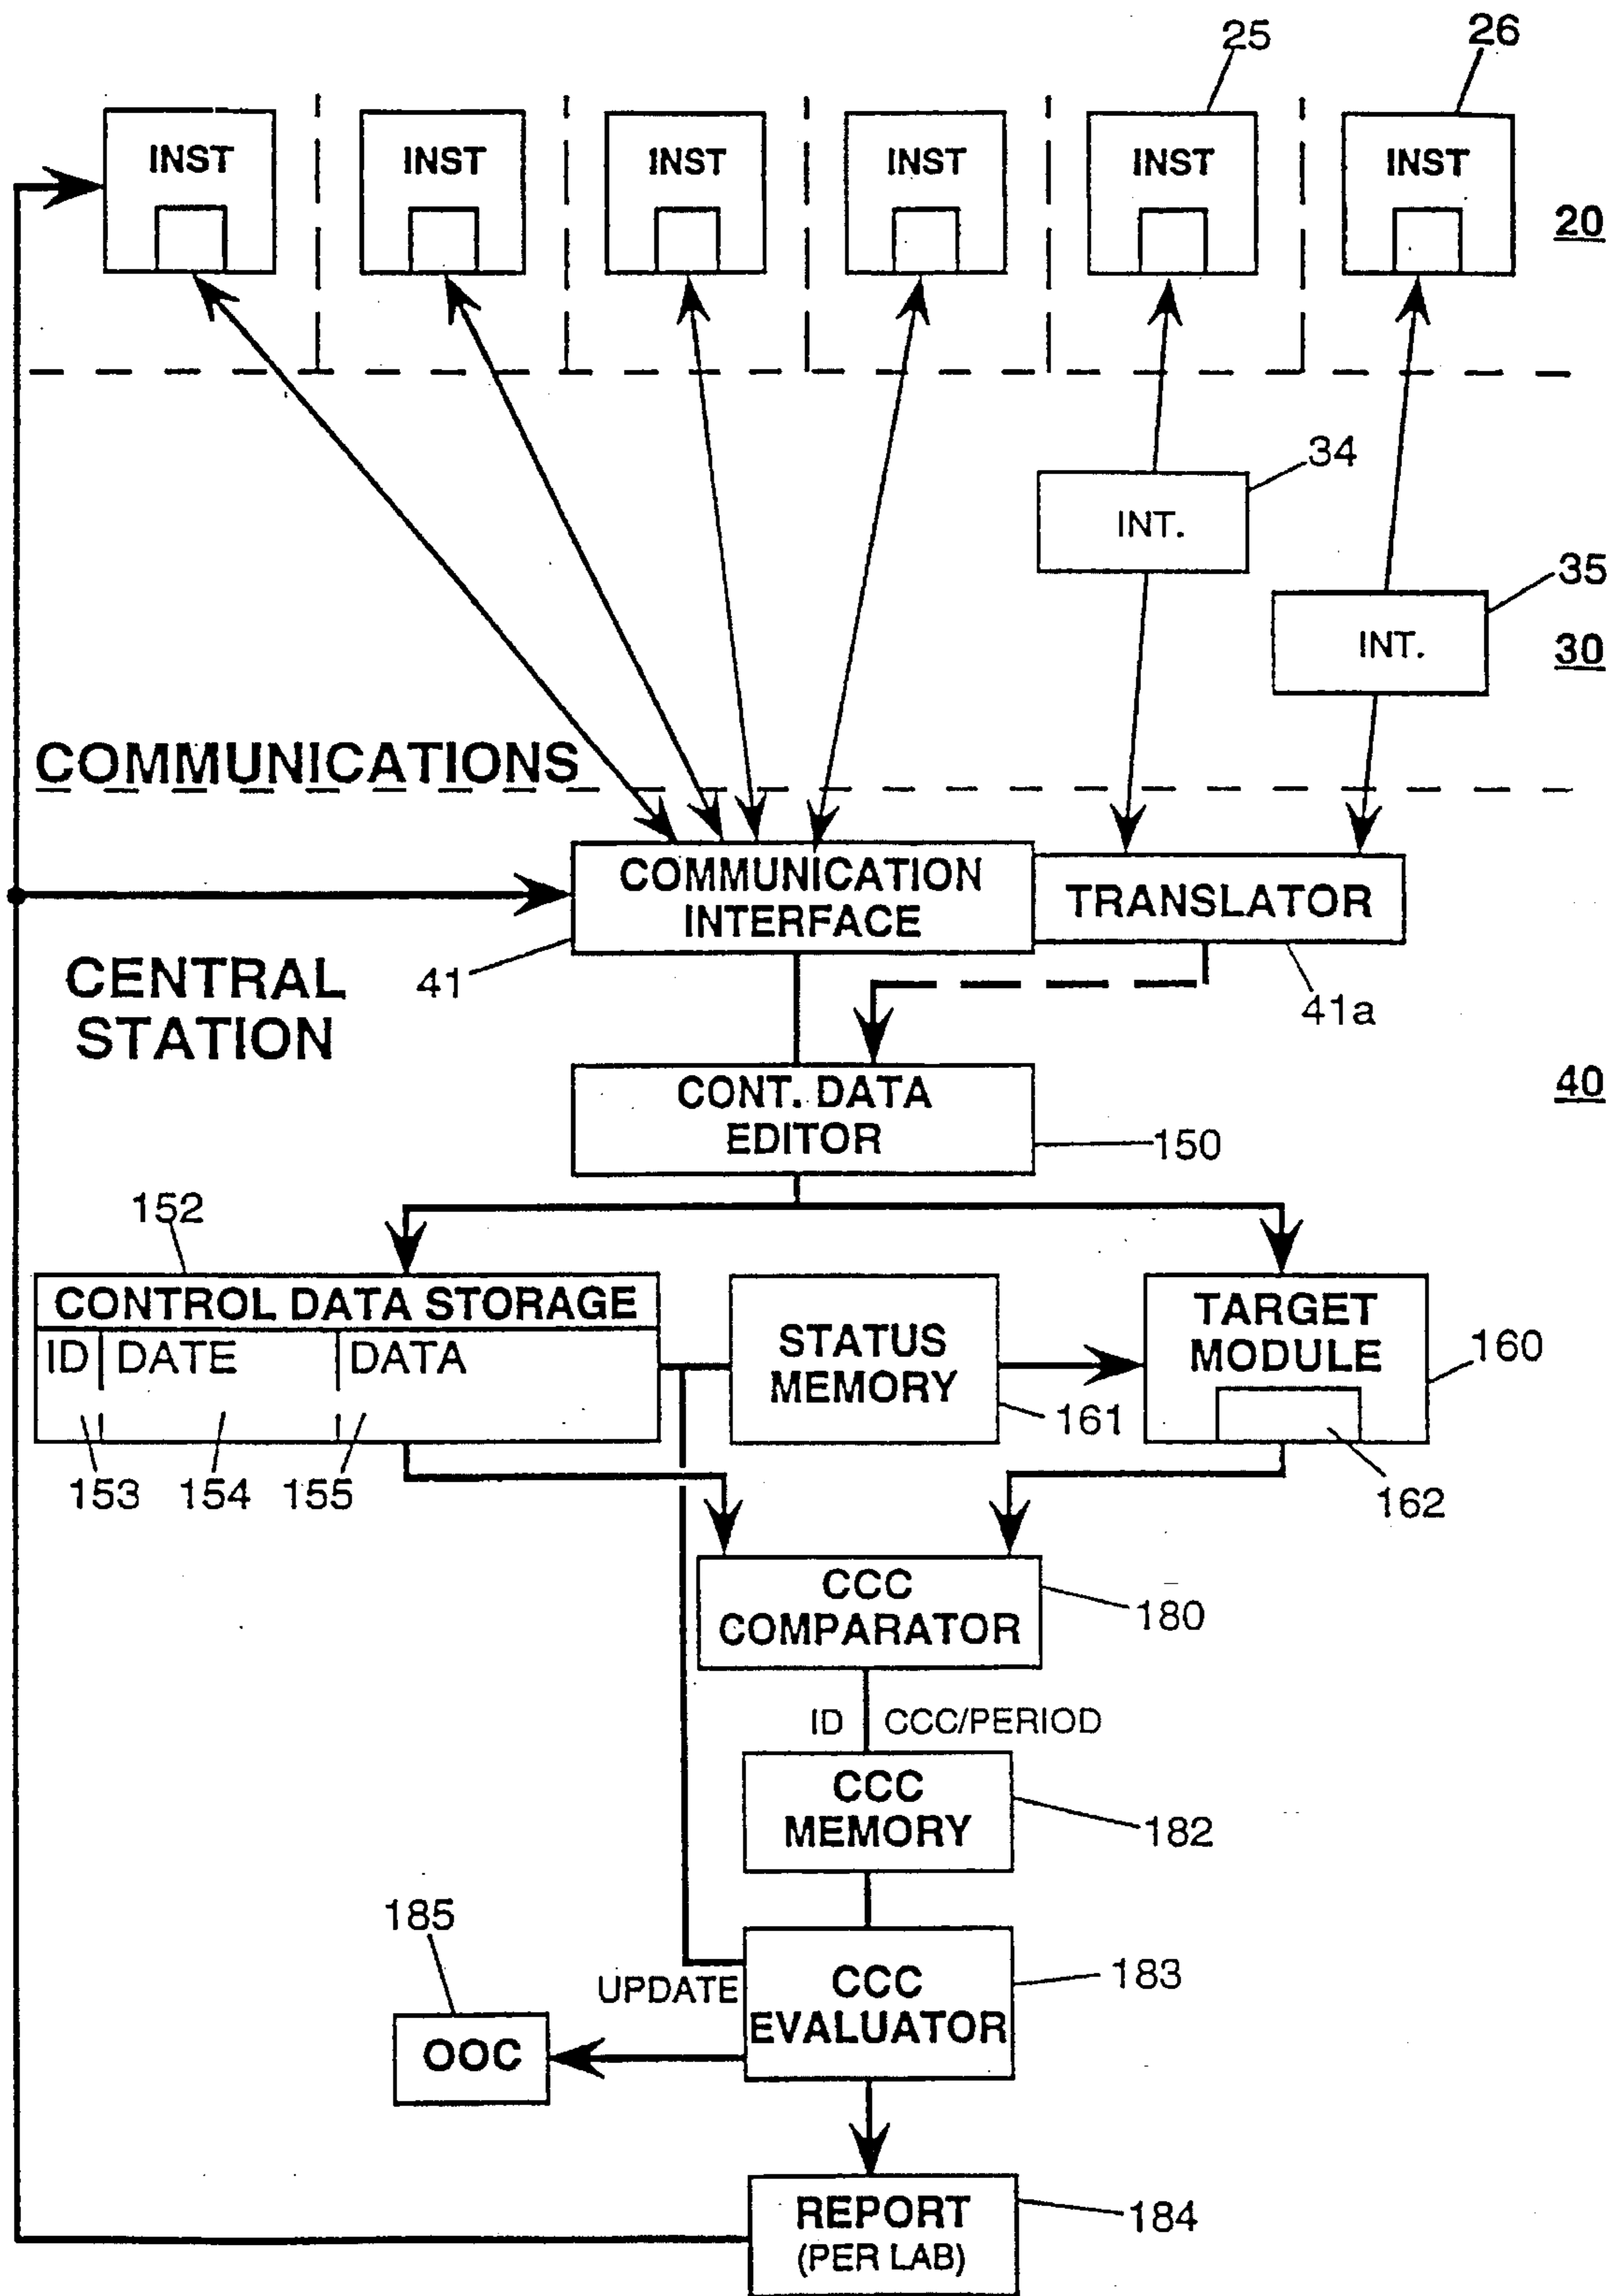 25
26
INST
INST
INST
INST
INST
INST
20
34
INT.
35
INT.
30
COMMUNICATIONS
COMMUNICATION
INTERFACE
TRANSLATOR
CENTRAL
STATION
41
41a
40
CONT. DATA
EDITOR
150
152
CONTROL DATA STORAGE
ID DATE DATA
STATUS
MEMORY
TARGET
MODULE
160
161
153
154
155
162
CCC
COMPARATOR
180
ID CCC/PERIOD
CCC
MEMORY
182
185
UPDATE
CCC
EVALUATOR
183
OOC
REPORT
(PER LAB)
184